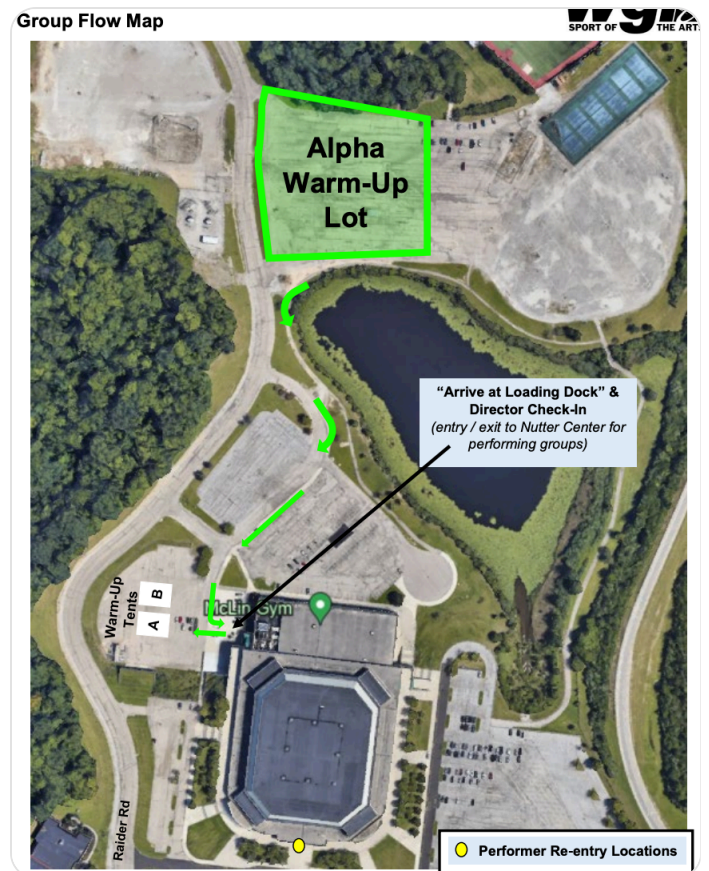 Group Flow Map
SPORT OF THE ART
Alpha
Warm-Up
Lot
“Arrive at Loading Dock” &
Director Check-In
(entry / exit to Nutter Center for
performing groups)
Warm-Up
Tents
B
A
McLin Gym
Raider Rd
Performer Re-entry Locations